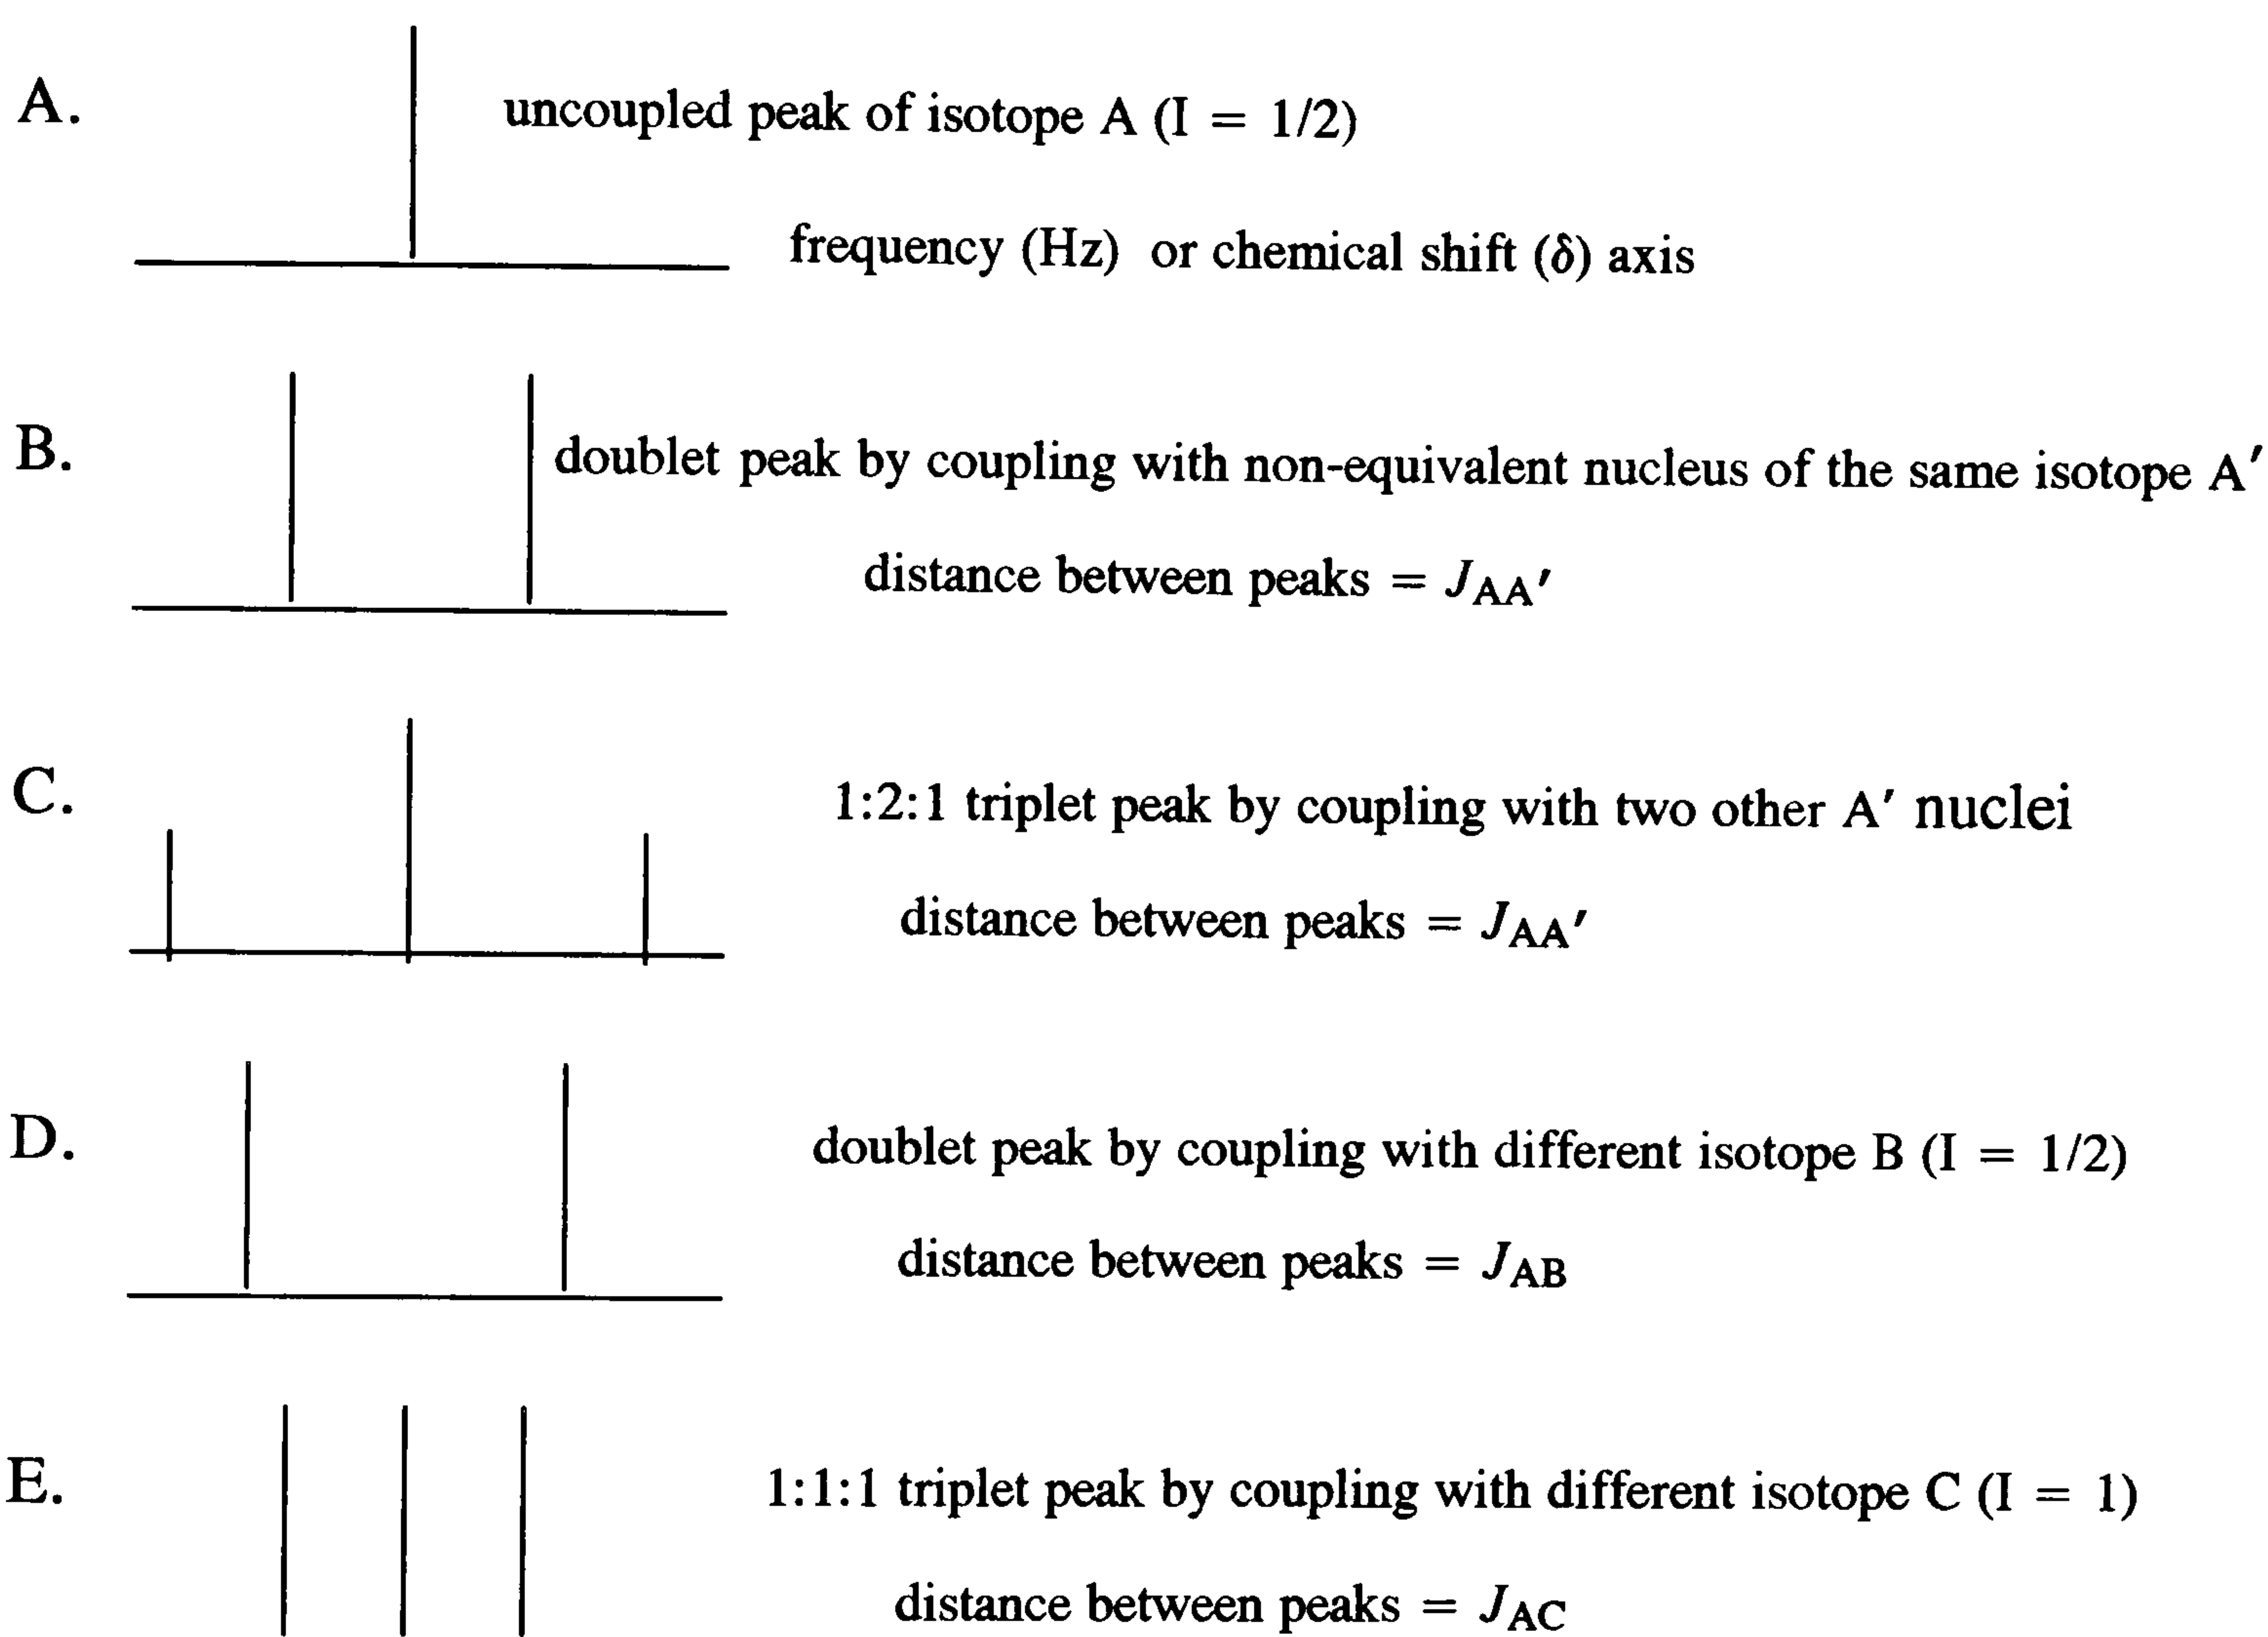 A.
uncoupled peak of isotope A (I = 1/2)
frequency (Hz) or chemical shift (δ) axis
B.
doublet peak by coupling with non-equivalent nucleus of the same isotope A′
distance between peaks = JAA′
C.
1:2:1 triplet peak by coupling with two other A′ nuclei
distance between peaks = JAA′
D.
doublet peak by coupling with different isotope B (I = 1/2)
distance between peaks = JAB
E.
1:1:1 triplet peak by coupling with different isotope C (I = 1)
distance between peaks = JAC